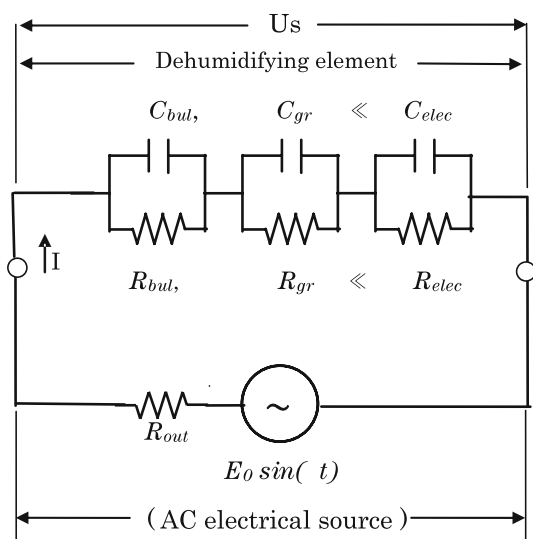 Us
Dehumidifying element
C_bul, C_gr ≪ C_elec
I
R_bul, R_gr ≪ R_elec
~
R_out
E_0 sin( t)
( AC electrical source )